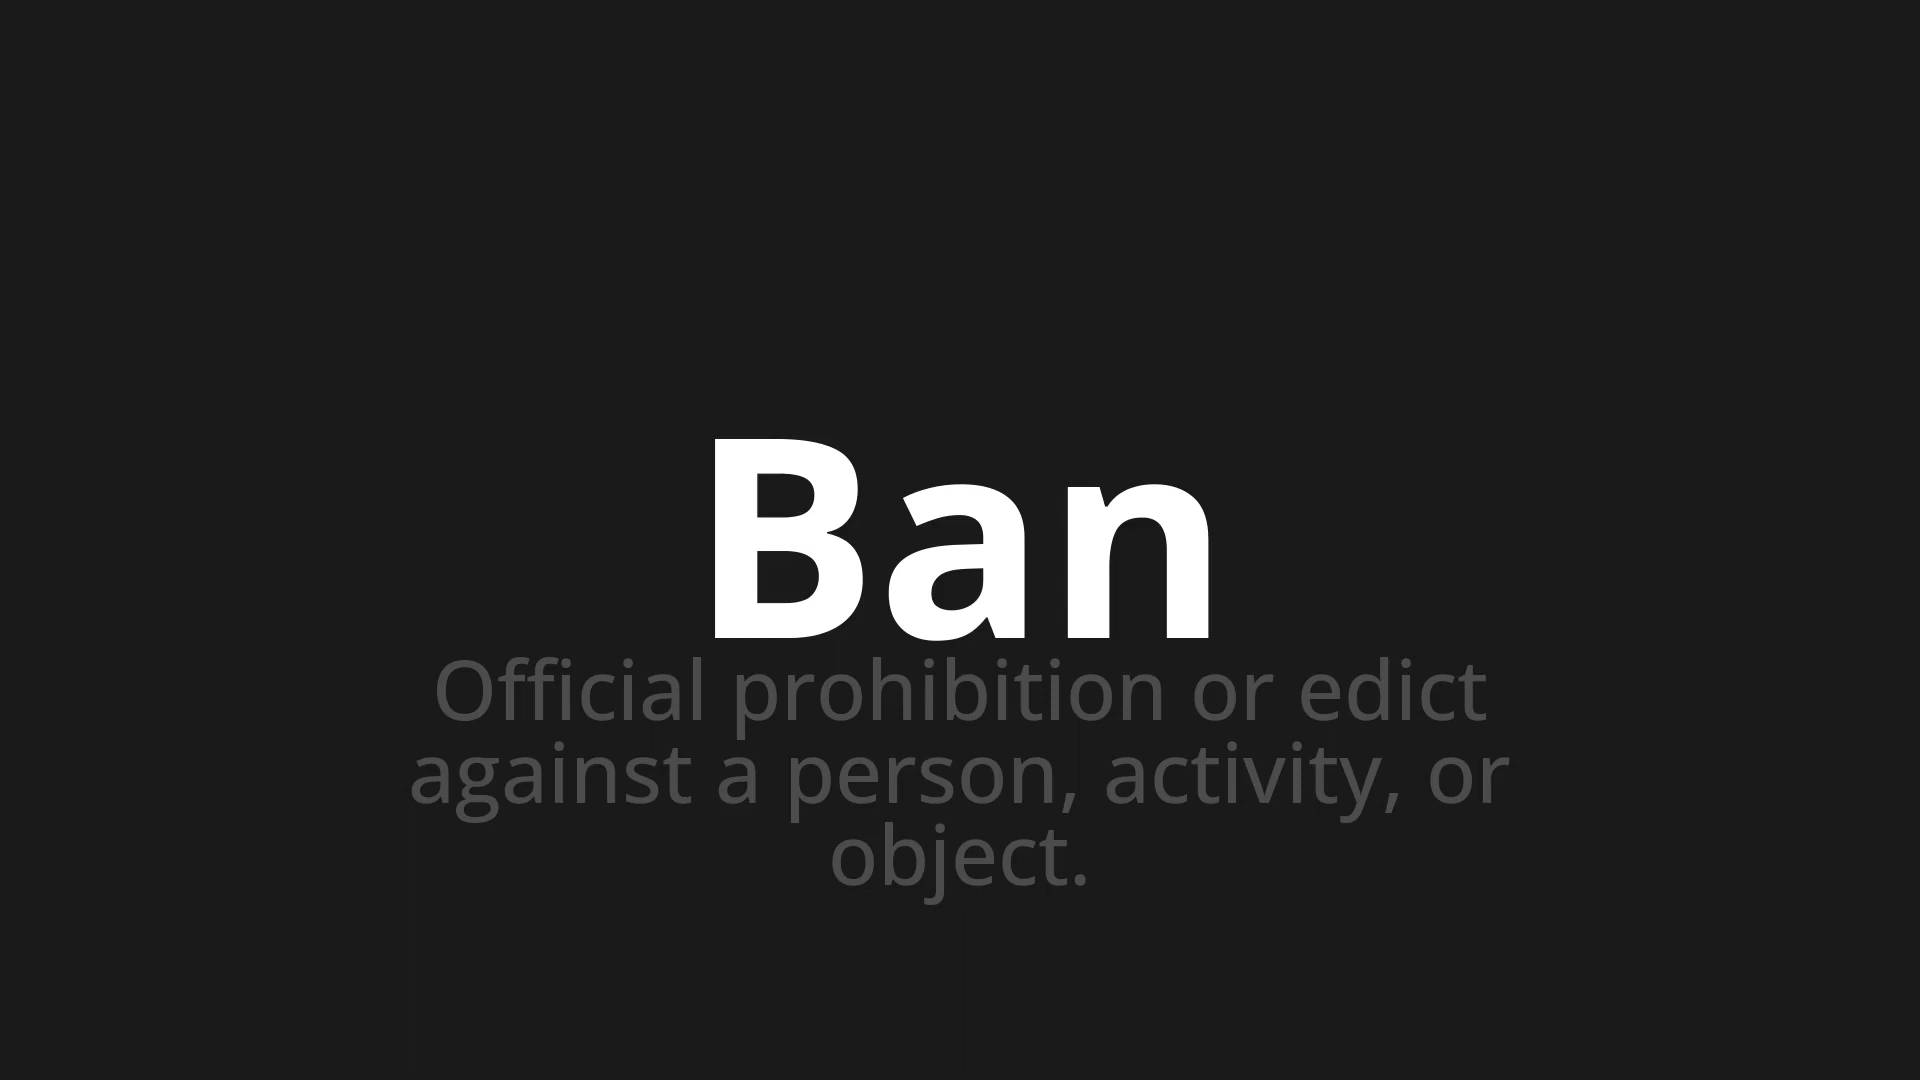 Ban
Official prohibition or edict
against a person, activity, or
object.